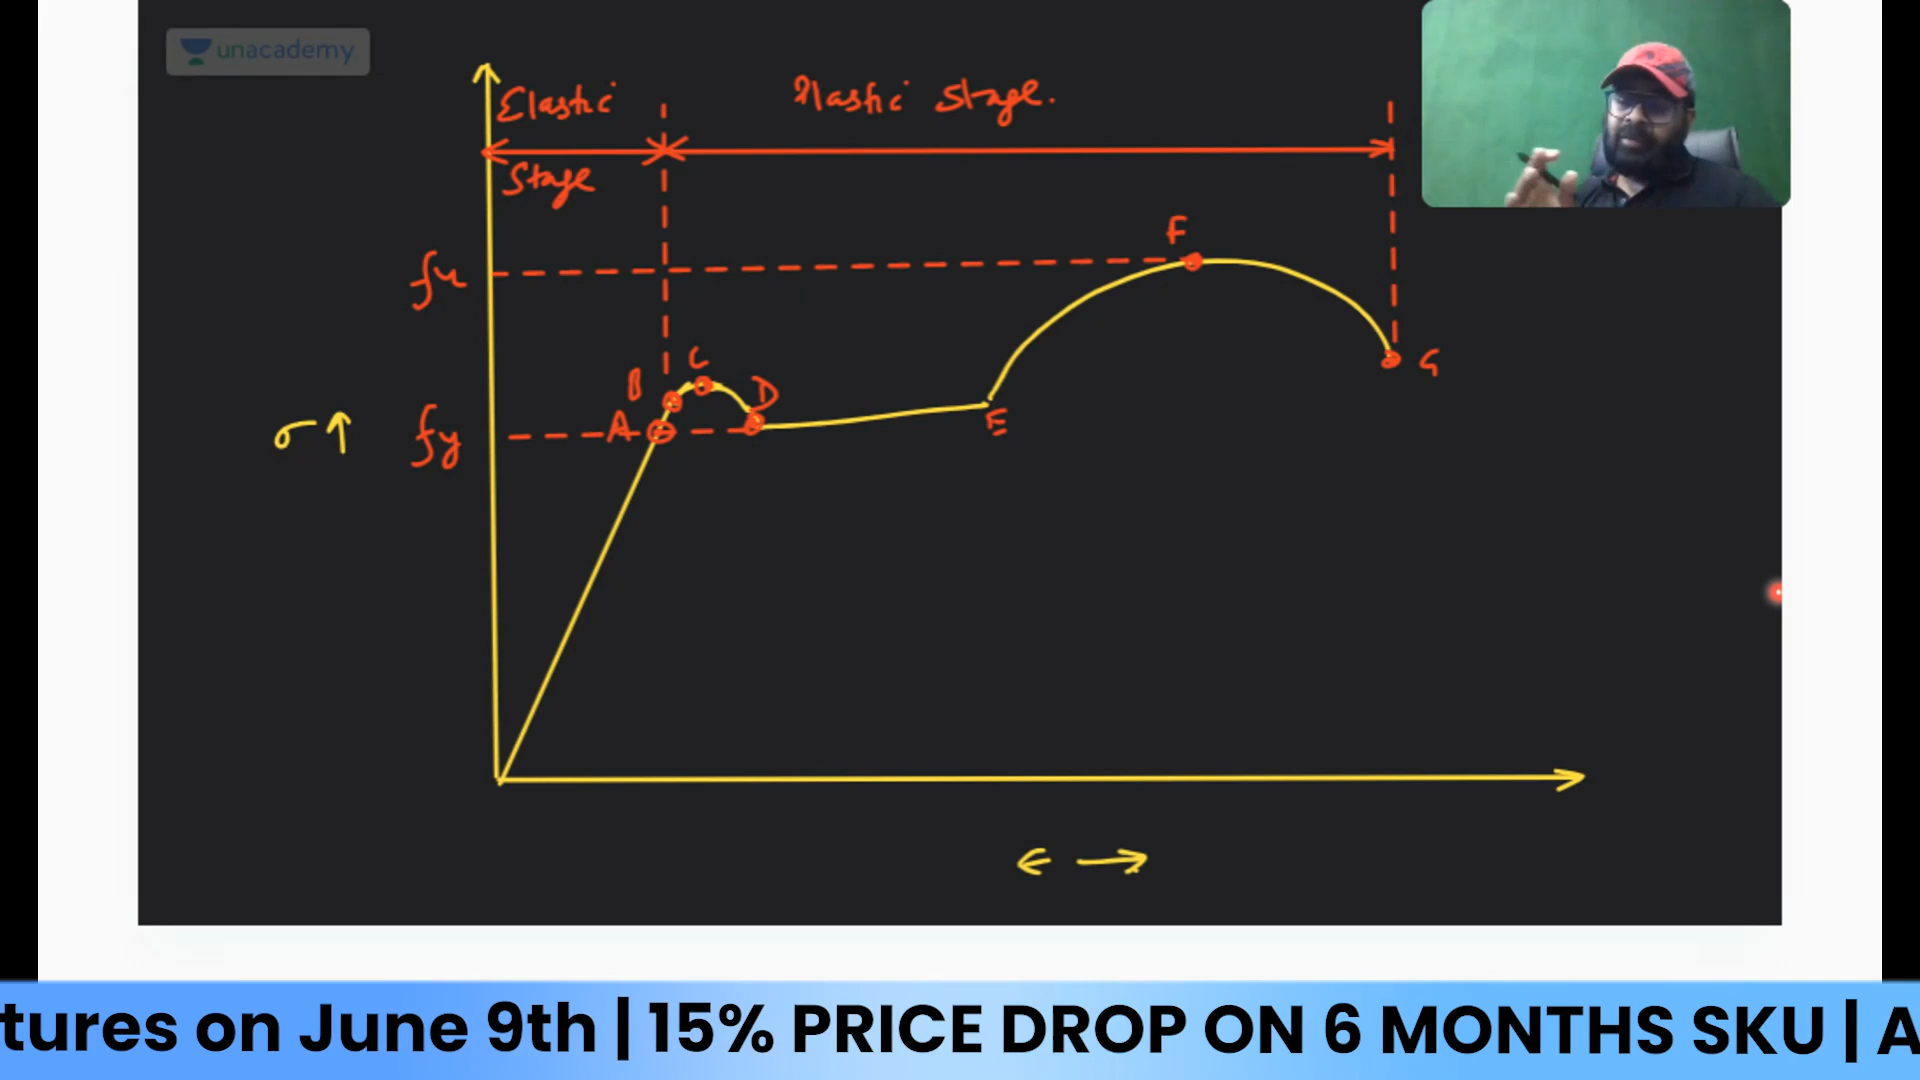 unacademy
Elastic
Plastic Stage.
Stage
F
fu
C
G
B
D
A
E
σ↑
fy
∈ →
tures on June 9th | 15% PRICE DROP ON 6 MONTHS SKU | A